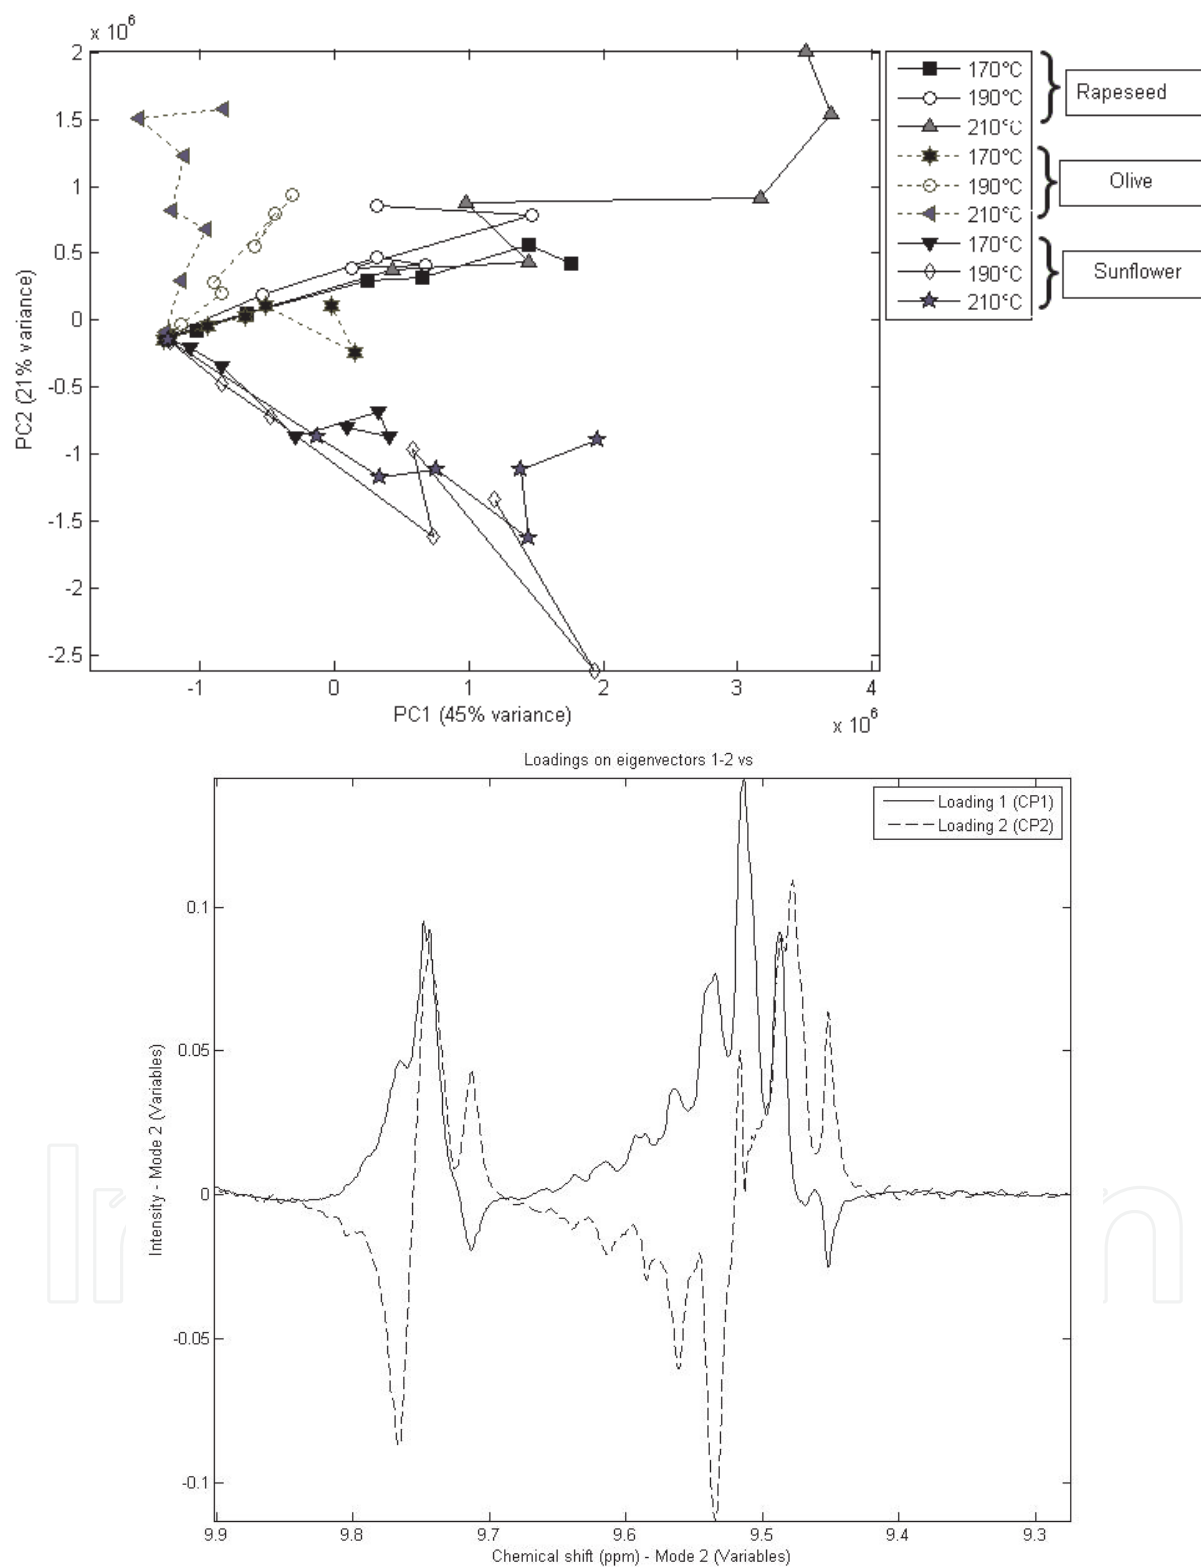 x 10⁶
2
1.5
1
0.5
0
-0.5
-1
-1.5
-2
-2.5
PC2 (21% variance)
-1 0 1 2 3 4
PC1 (45% variance)
x 10⁶
170°C
190°C
210°C
Rapeseed
170°C
190°C
210°C
Olive
170°C
190°C
210°C
Sunflower
Loadings on eigenvectors 1-2 vs
Loading 1 (CP1)
Loading 2 (CP2)
0.1
0.05
0
-0.05
-0.1
Intensity - Mode 2 (Variables)
9.9 9.8 9.7 9.6 9.5 9.4 9.3
Chemical shift (ppm) - Mode 2 (Variables)